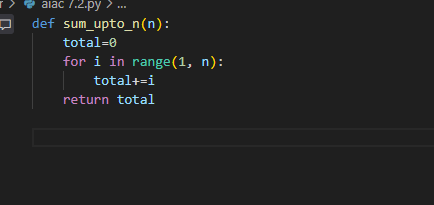 r > aiac 7.2.py > ...
def sum_upto_n(n):
    total=0
    for i in range(1, n):
        total+=i
    return total